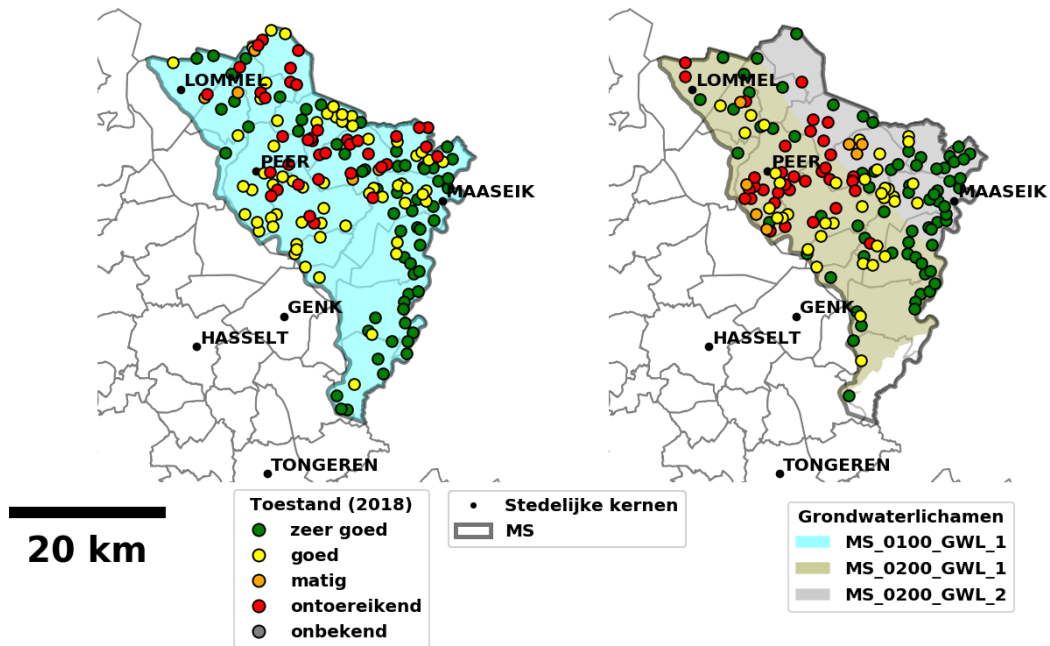 LOMMEL
PEER
MAASEIK
GENK
HASSELT
TONGEREN
LOMMEL
PEER
MAASEIK
GENK
HASSELT
TONGEREN
20 km
Toestand (2018)
zeer goed
goed
matig
ontoereikend
onbekend
Stedelijke kernen
MS
Grondwaterlichamen
MS_0100_GWL_1
MS_0200_GWL_1
MS_0200_GWL_2